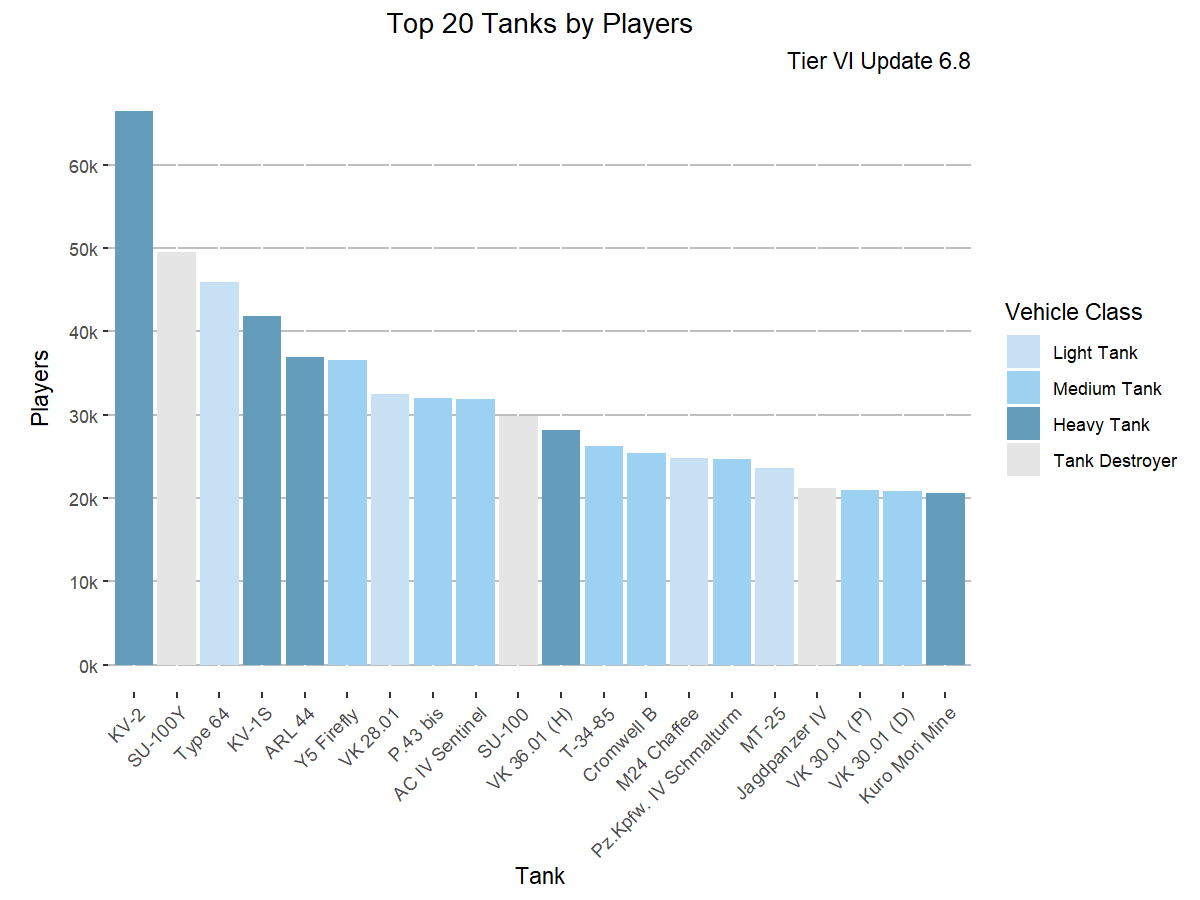 Top 20 Tanks by Players
Tier VI Update 6.8
Players
60k
50k
40k
30k
20k
10k
0k
KV-2
SU-100Y
Type 64
KV-1S
ARL 44
Y5 Firefly
VK 28.01
P.43 bis
AC IV Sentinel
SU-100
VK 36.01 (H)
T-34-85
Cromwell B
M24 Chaffee
Pz.Kpfw. IV Schmalturm
MT-25
Jagdpanzer IV
VK 30.01 (P)
VK 30.01 (D)
Kuro Mori Mine
Tank
Vehicle Class
Light Tank
Medium Tank
Heavy Tank
Tank Destroyer